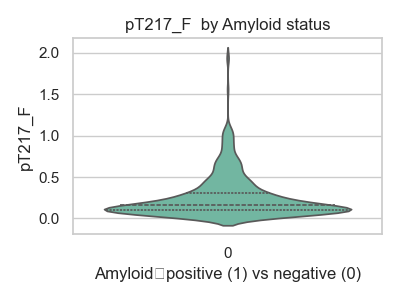 pT217_F  by Amyloid status
pT217_F
2.0
1.5
1.0
0.5
0.0
0
Amyloid□positive (1) vs negative (0)